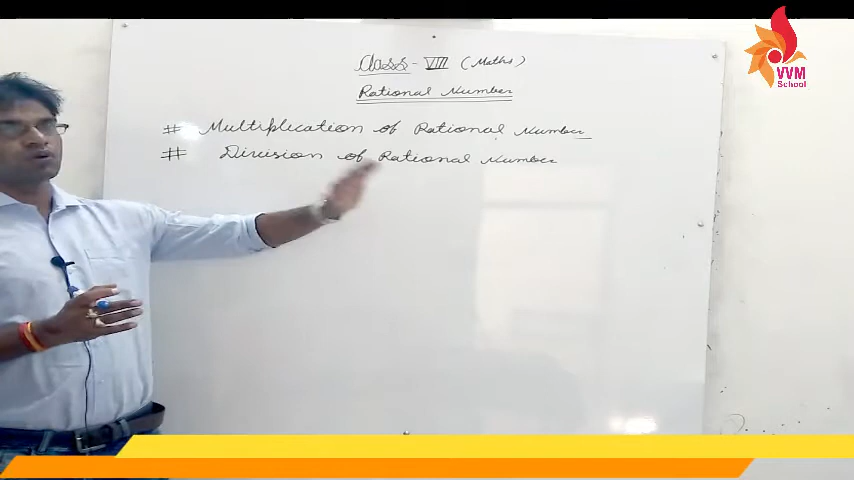 Class - VIII (Maths)
Rational Number
# Multiplication of Rational Number
# Division of Rational Number
VVM
School